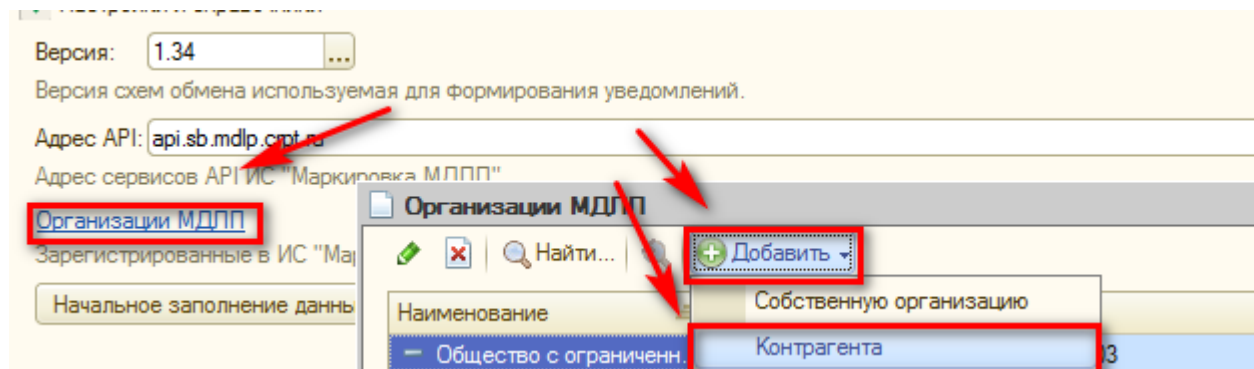 Версия: 1.34 ...
Версия схем обмена используемая для формирования уведомлений.
Адрес API: api.sb.mdlp.crpt.ru
Адрес сервисов API ИС "Маркировка МДЛП"
Организации МДЛП
Зарегистрированные в ИС "Ма
Начальное заполнение данны
Организации МДЛП
Найти... Добавить
Собственную организацию
Наименование
Контрагента
Общество с ограниченн. 03